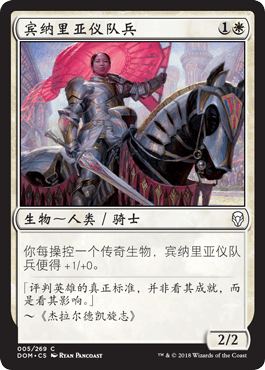 宾纳里亚仪队兵 1
生物～人类 / 骑士
你每操控一个传奇生物，宾纳里亚仪队
兵便得 +1/+0。
「评判英雄的真正标准，并非看其成就，而
是看其影响。」
～《杰拉尔德凯旋志》
2/2
005/269 C
DOM • CS RYAN PANCOAST
™ & © 2018 Wizards of the Coast